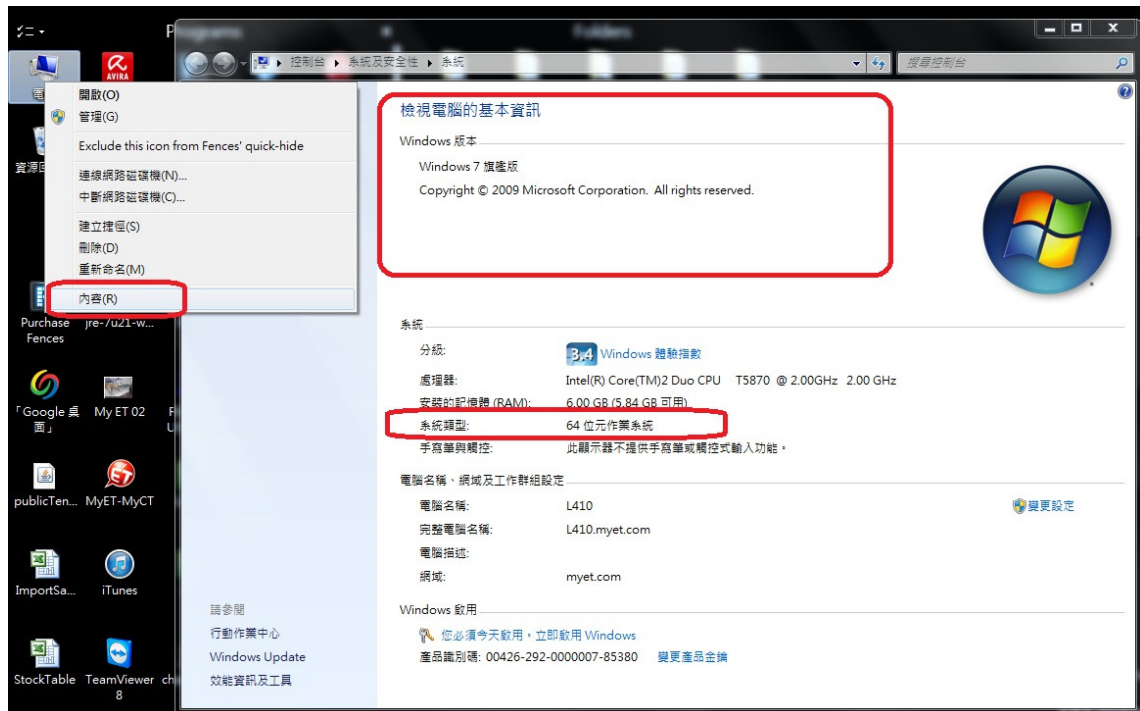 Programs
Folders
控制台 ▸ 系統及安全性 ▸ 系統
搜尋控制台
AVIRA
開啟(O)
管理(G)
Exclude this icon from Fences' quick-hide
連線網路磁碟機(N)...
中斷網路磁碟機(C)...
建立捷徑(S)
刪除(D)
重新命名(M)
內容(R)
資源回
Purchase Fences
jre-7u21-w...
「Google 桌面」
My ET 02
publicTen...
MyET-MyCT
ImportSa...
iTunes
StockTable
TeamViewer 8
檢視電腦的基本資訊
Windows 版本
Windows 7 旗艦版
Copyright © 2009 Microsoft Corporation. All rights reserved.
系統
分級:
3.4 Windows 體驗指數
處理器:
Intel(R) Core(TM)2 Duo CPU T5870 @ 2.00GHz 2.00 GHz
安裝的記憶體 (RAM):
6.00 GB (5.84 GB 可用)
系統類型:
64 位元作業系統
手寫筆與觸控:
此顯示器不提供手寫筆或觸控式輸入功能。
電腦名稱、網域及工作群組設定
電腦名稱:
L410
變更設定
完整電腦名稱:
L410.myet.com
電腦描述:
網域:
myet.com
Windows 啟用
您必須今天啟用。立即啟用 Windows
產品識別碼: 00426-292-0000007-85380 變更產品金鑰
請參閱
行動作業中心
Windows Update
效能資訊及工具